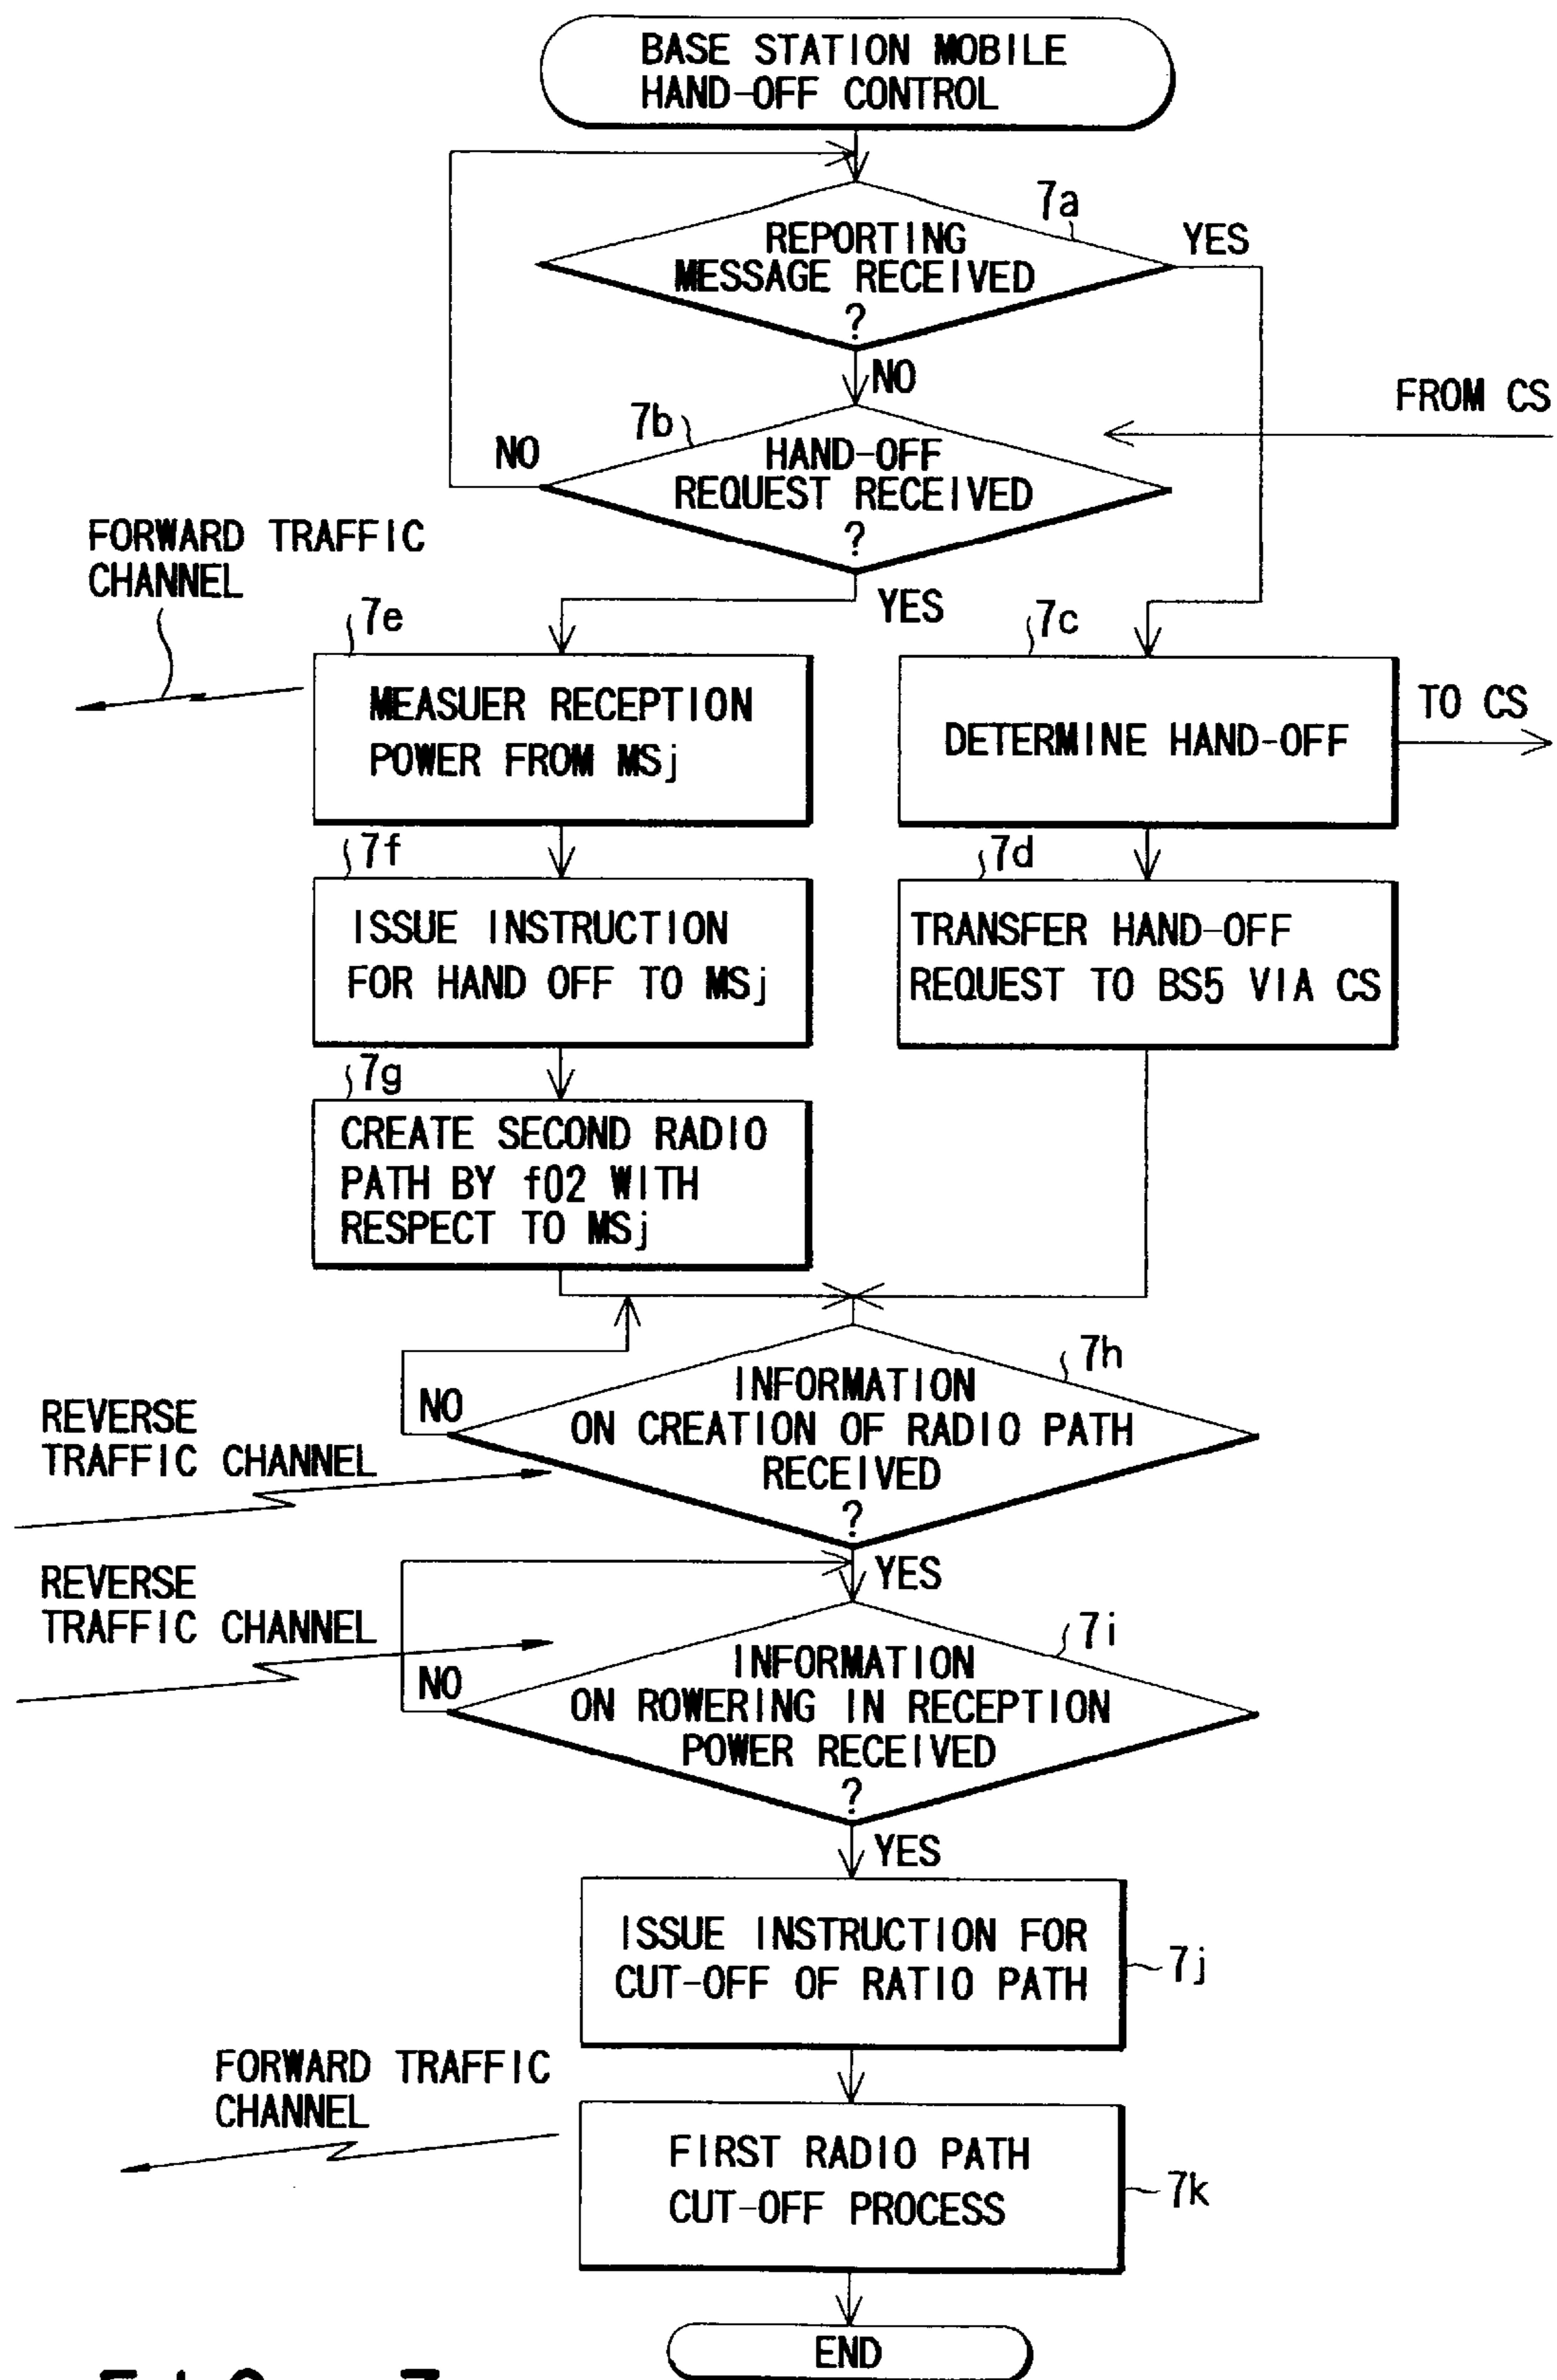 BASE STATION MOBILE
HAND-OFF CONTROL
7a
REPORTING
MESSAGE RECEIVED
?
YES
NO
FROM CS
7b
HAND-OFF
REQUEST RECEIVED
?
NO
YES
FORWARD TRAFFIC
CHANNEL
7e
MEASUER RECEPTION
POWER FROM MSj
7c
DETERMINE HAND-OFF
TO CS
7f
ISSUE INSTRUCTION
FOR HAND OFF TO MSj
7d
TRANSFER HAND-OFF
REQUEST TO BS5 VIA CS
7g
CREATE SECOND RADIO
PATH BY f02 WITH
RESPECT TO MSj
7h
INFORMATION
ON CREATION OF RADIO PATH
RECEIVED
?
NO
REVERSE
TRAFFIC CHANNEL
YES
REVERSE
TRAFFIC CHANNEL
7i
INFORMATION
ON ROWERING IN RECEPTION
POWER RECEIVED
?
NO
YES
ISSUE INSTRUCTION FOR
CUT-OFF OF RATIO PATH
7j
FORWARD TRAFFIC
CHANNEL
FIRST RADIO PATH
CUT-OFF PROCESS
7k
END